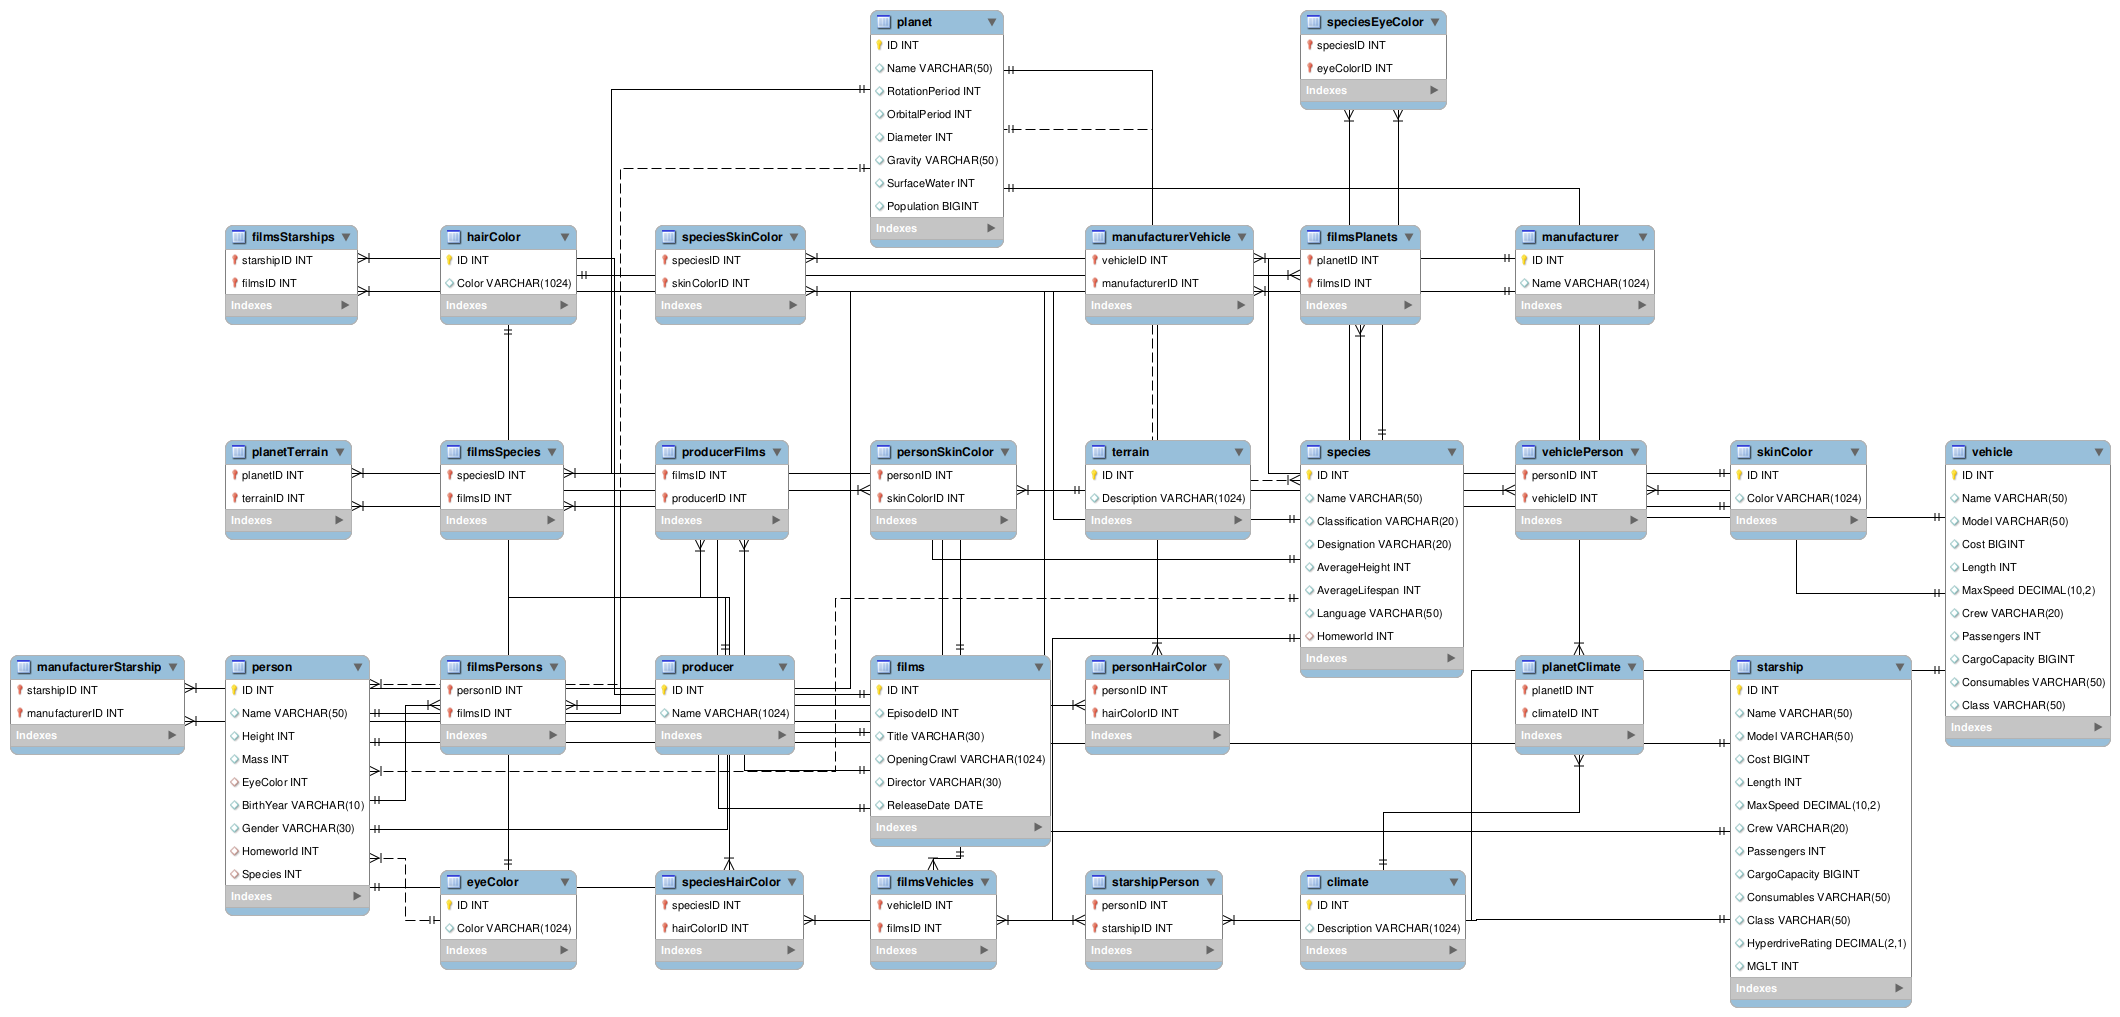 planet
ID INT
Name VARCHAR(50)
RotationPeriod INT
OrbitalPeriod INT
Diameter INT
Gravity VARCHAR(50)
SurfaceWater INT
Population BIGINT
Indexes
speciesEyeColor
speciesID INT
eyeColorID INT
Indexes
filmsStarships
starshipID INT
filmsID INT
Indexes
hairColor
ID INT
Color VARCHAR(1024)
Indexes
speciesSkinColor
speciesID INT
skinColorID INT
Indexes
manufacturerVehicle
vehicleID INT
manufacturerID INT
Indexes
filmsPlanets
planetID INT
filmsID INT
Indexes
manufacturer
ID INT
Name VARCHAR(1024)
Indexes
planetTerrain
planetID INT
terrainID INT
Indexes
filmsSpecies
speciesID INT
filmsID INT
Indexes
producerFilms
filmsID INT
producerID INT
Indexes
personSkinColor
personID INT
skinColorID INT
Indexes
terrain
ID INT
Description VARCHAR(1024)
Indexes
species
ID INT
Name VARCHAR(50)
Classification VARCHAR(20)
Designation VARCHAR(20)
AverageHeight INT
AverageLifespan INT
Language VARCHAR(50)
Homeworld INT
Indexes
vehiclePerson
personID INT
vehicleID INT
Indexes
skinColor
ID INT
Color VARCHAR(1024)
Indexes
vehicle
ID INT
Name VARCHAR(50)
Model VARCHAR(50)
Cost BIGINT
Length INT
MaxSpeed DECIMAL(10,2)
Crew VARCHAR(20)
Passengers INT
CargoCapacity BIGINT
Consumables VARCHAR(50)
Class VARCHAR(50)
Indexes
manufacturerStarship
starshipID INT
manufacturerID INT
Indexes
person
ID INT
Name VARCHAR(50)
Height INT
Mass INT
EyeColor INT
BirthYear VARCHAR(10)
Gender VARCHAR(30)
Homeworld INT
Species INT
Indexes
filmsPersons
personID INT
filmsID INT
Indexes
producer
ID INT
Name VARCHAR(1024)
Indexes
films
ID INT
EpisodeID INT
Title VARCHAR(30)
OpeningCrawl VARCHAR(1024)
Director VARCHAR(30)
ReleaseDate DATE
Indexes
personHairColor
personID INT
hairColorID INT
Indexes
planetClimate
planetID INT
climateID INT
Indexes
starship
ID INT
Name VARCHAR(50)
Model VARCHAR(50)
Cost BIGINT
Length INT
MaxSpeed DECIMAL(10,2)
Crew VARCHAR(20)
Passengers INT
CargoCapacity BIGINT
Consumables VARCHAR(50)
Class VARCHAR(50)
HyperdriveRating DECIMAL(2,1)
MGLT INT
Indexes
eyeColor
ID INT
Color VARCHAR(1024)
Indexes
speciesHairColor
speciesID INT
hairColorID INT
Indexes
filmsVehicles
vehicleID INT
filmsID INT
Indexes
starshipPerson
personID INT
starshipID INT
Indexes
climate
ID INT
Description VARCHAR(1024)
Indexes